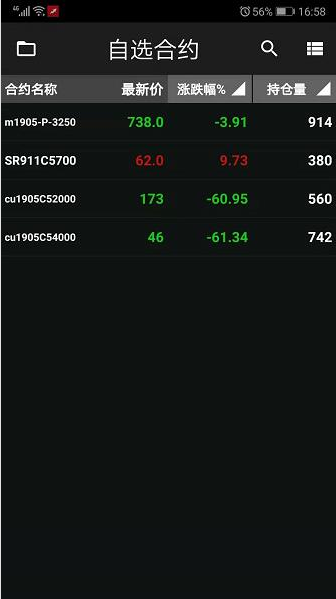 4G 56% 16:58
自选合约
合约名称 最新价 涨跌幅% 持仓量
m1905-P-3250 738.0 -3.91 914
SR911C5700 62.0 9.73 380
cu1905C52000 173 -60.95 560
cu1905C54000 46 -61.34 742